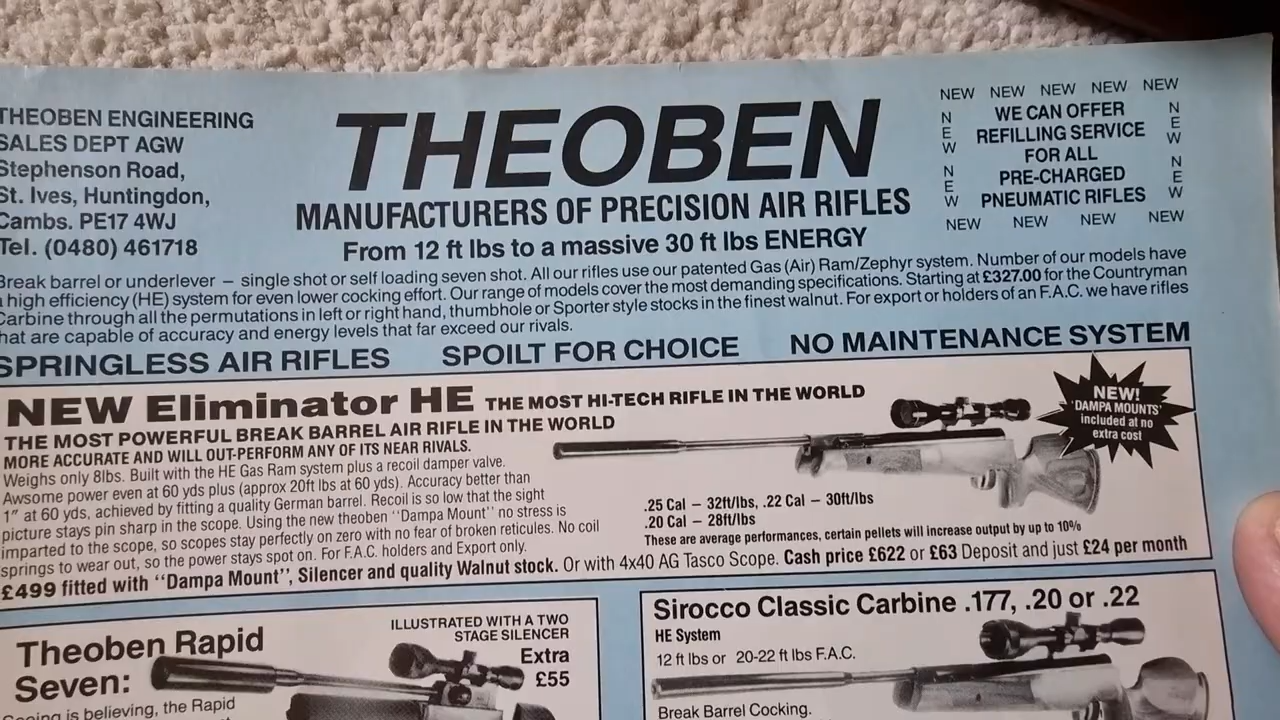 THEOBEN ENGINEERING
SALES DEPT AGW
Stephenson Road,
St. Ives, Huntingdon,
Cambs. PE17 4WJ
Tel. (0480) 461718
THEOBEN
MANUFACTURERS OF PRECISION AIR RIFLES
From 12 ft lbs to a massive 30 ft lbs ENERGY
NEW NEW NEW NEW NEW
NEW
NEW
WE CAN OFFER
REFILLING SERVICE
FOR ALL
PRE-CHARGED
PNEUMATIC RIFLES
NEW
NEW
NEW NEW NEW NEW
Break barrel or underlever – single shot or self loading seven shot. All our rifles use our patented Gas (Air) Ram/Zephyr system. Number of our models have
a high efficiency (HE) system for even lower cocking effort. Our range of models cover the most demanding specifications. Starting at £327.00 for the Countryman
Carbine through all the permutations in left or right hand, thumbhole or Sporter style stocks in the finest walnut. For export or holders of an F.A.C. we have rifles
that are capable of accuracy and energy levels that far exceed our rivals.
SPRINGLESS AIR RIFLES SPOILT FOR CHOICE NO MAINTENANCE SYSTEM
NEW Eliminator HE THE MOST HI-TECH RIFLE IN THE WORLD
THE MOST POWERFUL BREAK BARREL AIR RIFLE IN THE WORLD
MORE ACCURATE AND WILL OUT-PERFORM ANY OF ITS NEAR RIVALS.
Weighs only 8lbs. Built with the HE Gas Ram system plus a recoil damper valve.
Awsome power even at 60 yds plus (approx 20ft lbs at 60 yds). Accuracy better than
1" at 60 yds, achieved by fitting a quality German barrel. Recoil is so low that the sight
picture stays pin sharp in the scope. Using the new theoben "Dampa Mount" no stress is
imparted to the scope, so scopes stay perfectly on zero with no fear of broken reticules. No coil
springs to wear out, so the power stays spot on. For F.A.C. holders and Export only.
£499 fitted with "Dampa Mount", Silencer and quality Walnut stock. Or with 4x40 AG Tasco Scope. Cash price £622 or £63 Deposit and just £24 per month
NEW!
'DAMPA MOUNTS'
included at no
extra cost
.25 Cal – 32ft/lbs, .22 Cal – 30ft/lbs
.20 Cal – 28ft/lbs
These are average performances, certain pellets will increase output by up to 10%
Theoben Rapid
Seven:
ILLUSTRATED WITH A TWO
STAGE SILENCER
Extra
£55
Seeing is believing, the Rapid
Sirocco Classic Carbine .177, .20 or .22
HE System
12 ft lbs or 20-22 ft lbs F.A.C.
Break Barrel Cocking.